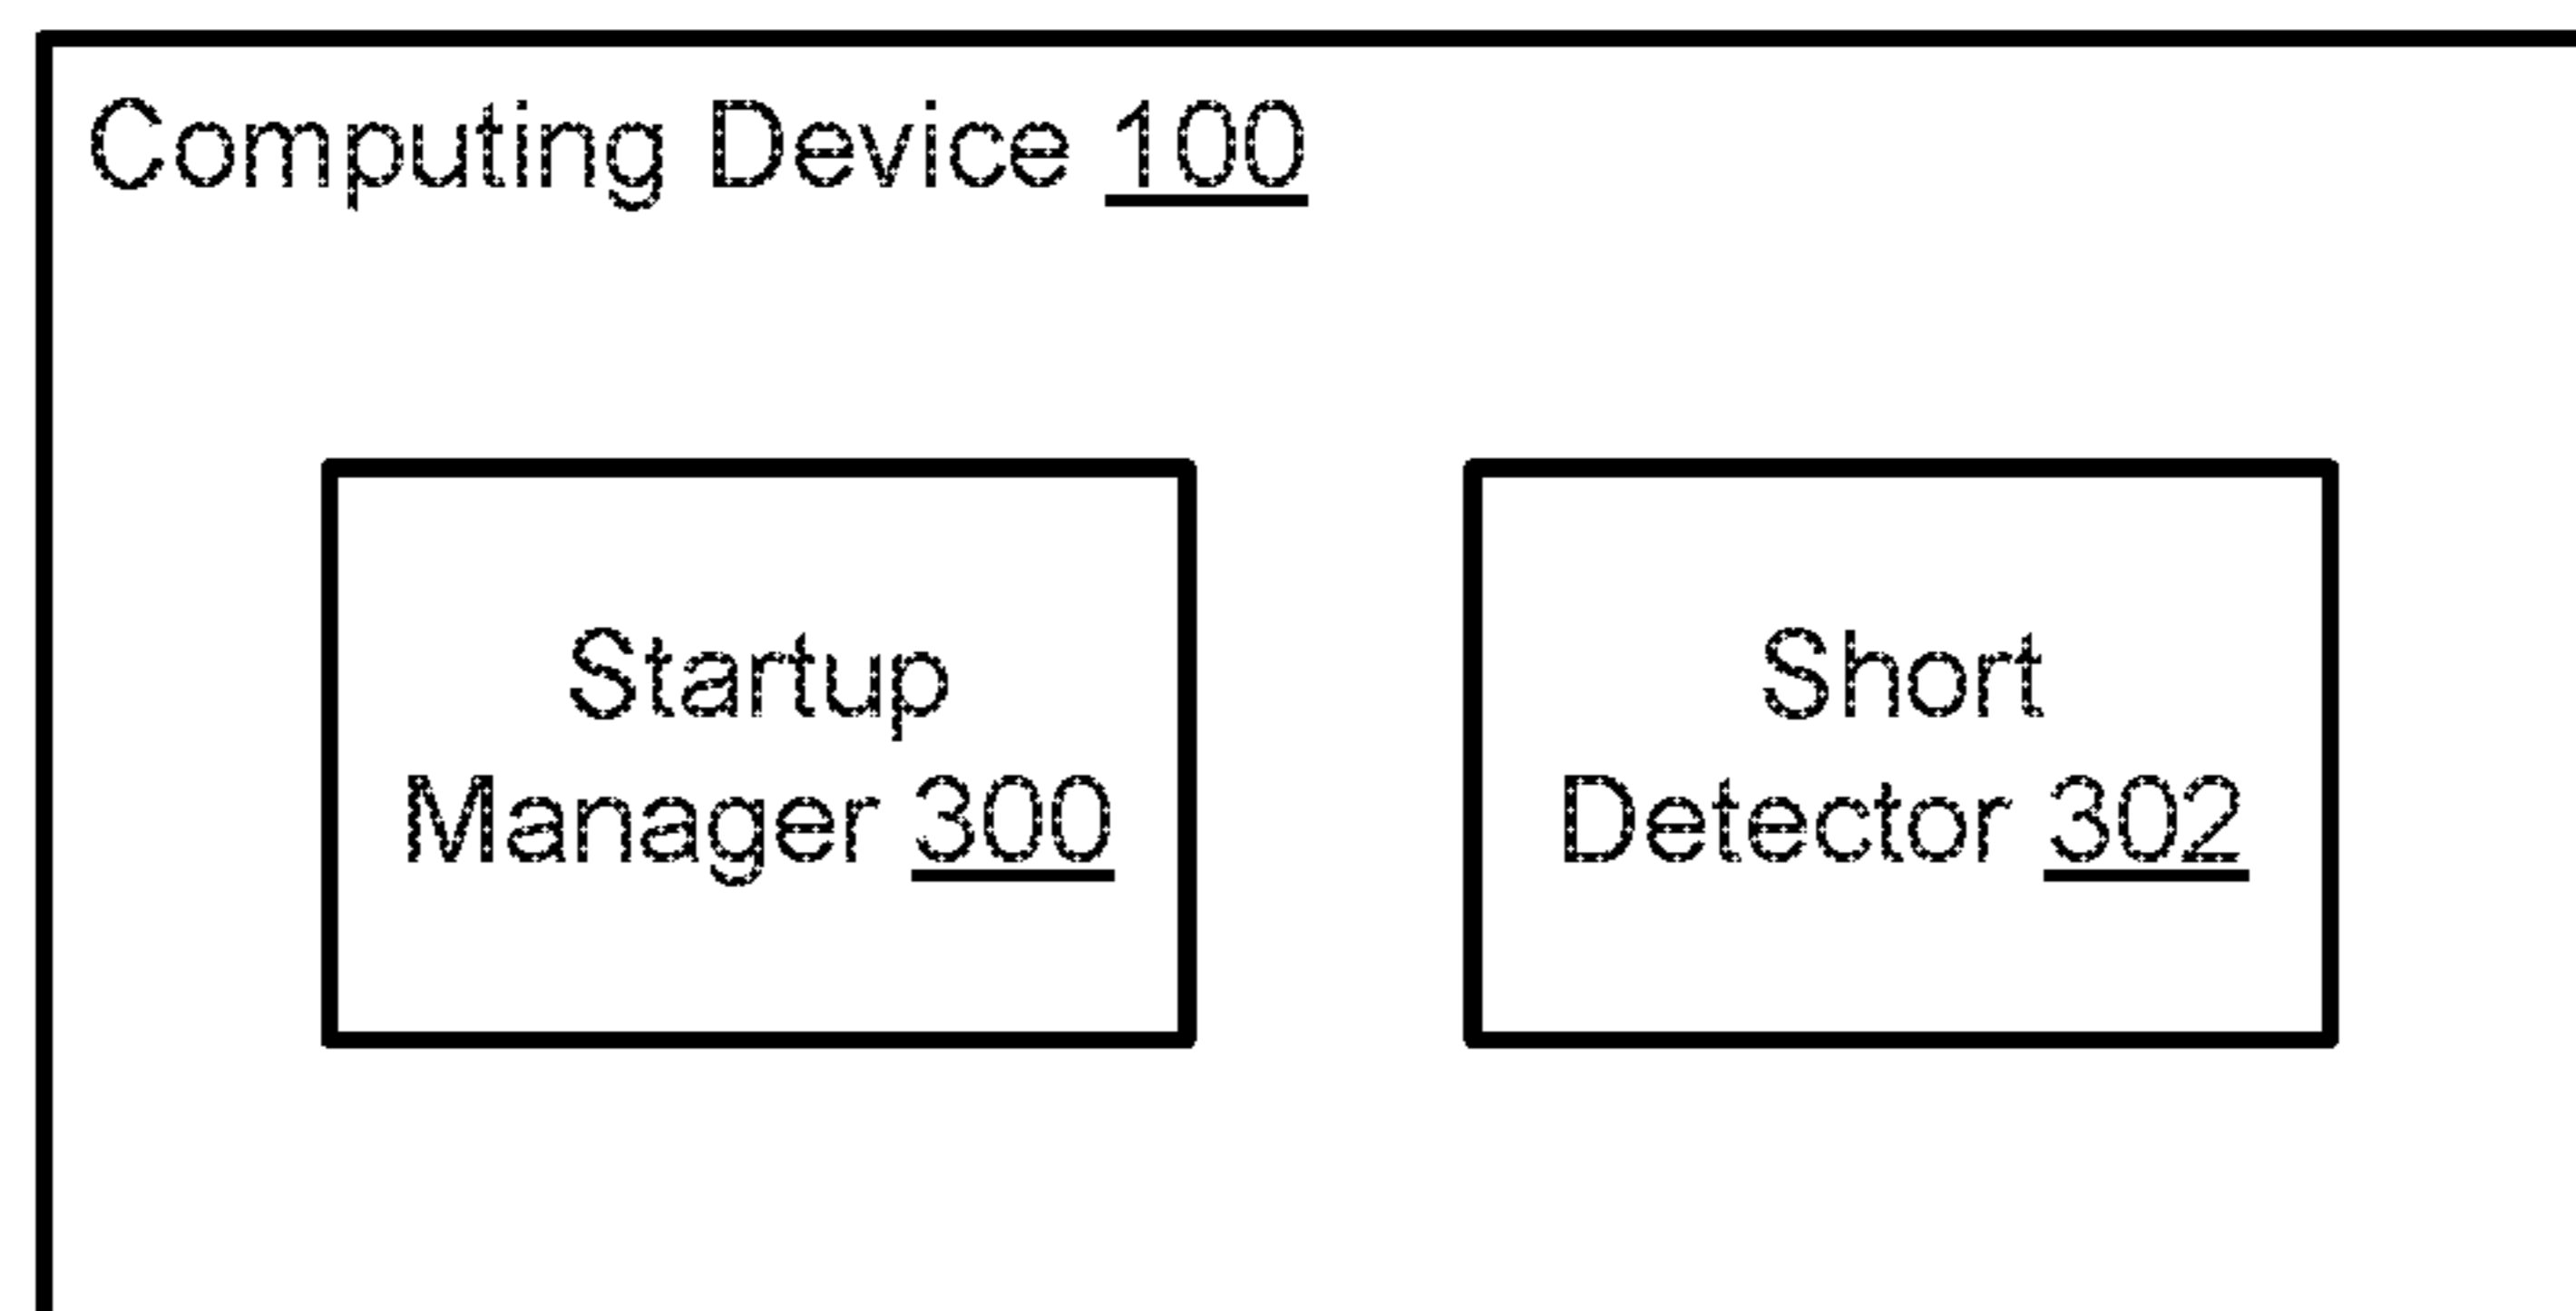 Computing Device 100
Startup
Manager 300
Short
Detector 302